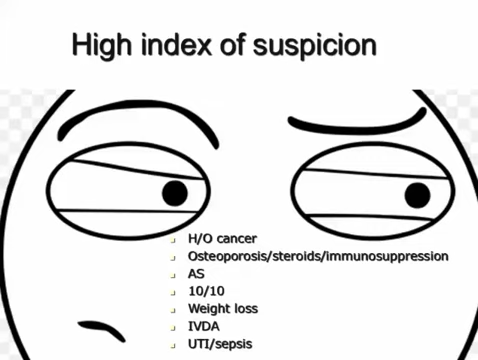 High index of suspicion
H/O cancer
Osteoporosis/steroids/immunosuppression
AS
10/10
Weight loss
IVDA
UTI/sepsis